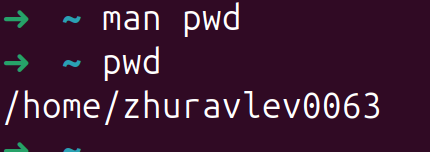 ➜ ~ man pwd
➜ ~ pwd
/home/zhuravlev0063
➜ ~